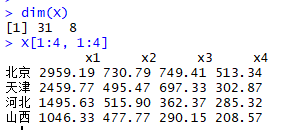 > dim(x)
[1] 31 8
> X[1:4, 1:4]
x1 x2 x3 x4
北京 2959.19 730.79 749.41 513.34
天津 2459.77 495.47 697.33 302.87
河北 1495.63 515.90 362.37 285.32
山西 1046.33 477.77 290.15 208.57